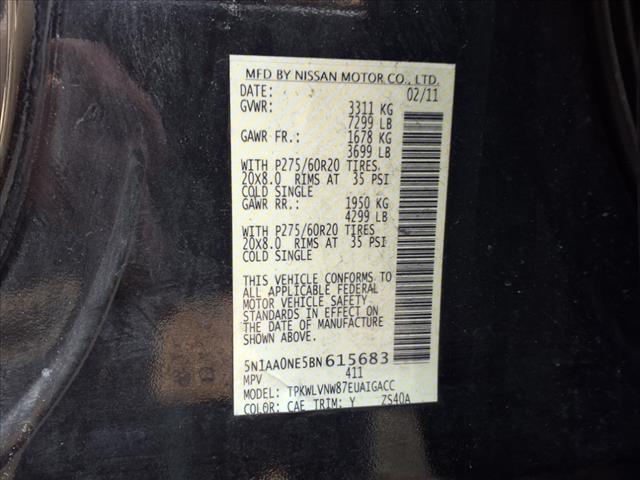 MFD BY NISSAN MOTOR CO., LTD.
DATE: 02/11
GVWR: 3311 KG
7299 LB
GAWR FR.: 1678 KG
3699 LB
WITH P275/60R20 TIRES.
20X8.0 RIMS AT 35 PSI
COLD SINGLE
GAWR RR.: 1950 KG
4299 LB
WITH P275/60R20 TIRES
20X8.0 RIMS AT 35 PSI
COLD SINGLE
THIS VEHICLE CONFORMS TO
ALL APPLICABLE FEDERAL
MOTOR VEHICLE SAFETY
STANDARDS IN EFFECT ON
THE DATE OF MANUFACTURE
SHOWN ABOVE.
5N1AA0NE5BN615683
MPV 411
MODEL: TPKWLVNW87EUAIGACC
COLOR: CAE TRIM: Y ZS40A